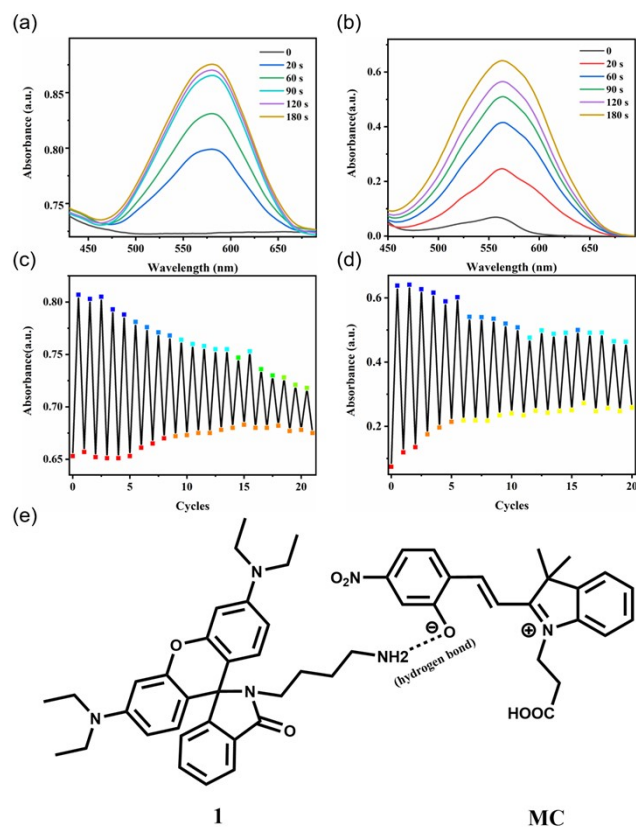 (a)
Absorbance (a.u.)
0.85
0.80
0.75
450 500 550 600 650
Wavelength (nm)
0
20 s
60 s
90 s
120 s
180 s
(b)
Absorbance(a.u.)
0.6
0.4
0.2
0.0
450 500 550 600 650
Wavelength (nm)
0
20 s
60 s
90 s
120 s
180 s
(c)
Absorbance(a.u.)
0.80
0.75
0.70
0.65
0 5 10 15 20
Cycles
(d)
Absorbance(a.u.)
0.6
0.4
0.2
0 5 10 15 20
Cycles
(e)
N
O
N
N
O
NH2
(hydrogen bond)
1
O2N
O
⊖
N
⊕
HOOC
MC